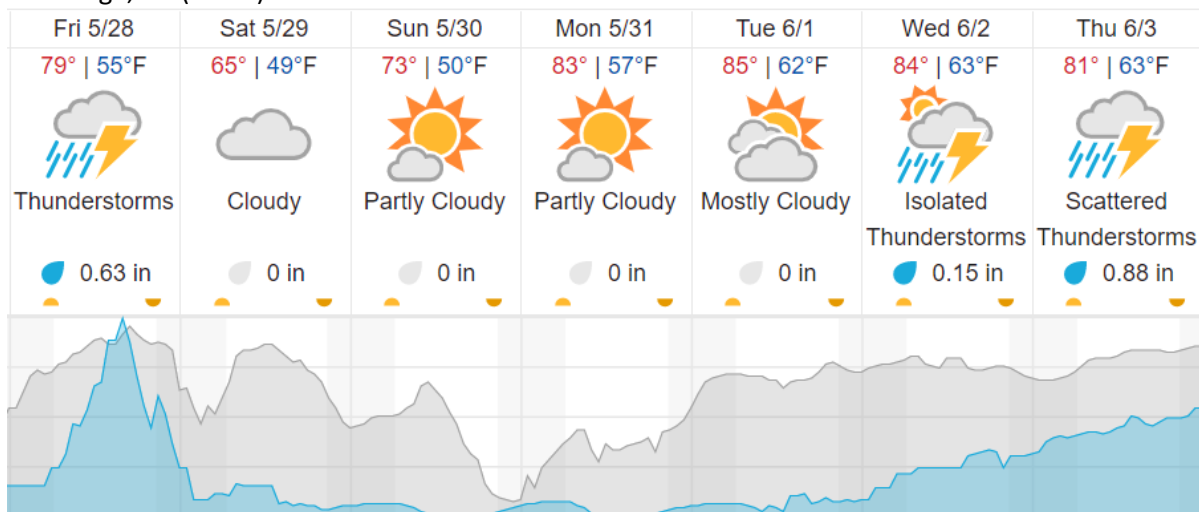 Fri 5/28 Sat 5/29 Sun 5/30 Mon 5/31 Tue 6/1 Wed 6/2 Thu 6/3
79° | 55°F 65° | 49°F 73° | 50°F 83° | 57°F 85° | 62°F 84° | 63°F 81° | 63°F
Thunderstorms Cloudy Partly Cloudy Partly Cloudy Mostly Cloudy Isolated Scattered
Thunderstorms Thunderstorms
0.63 in 0 in 0 in 0 in 0 in 0.15 in 0.88 in